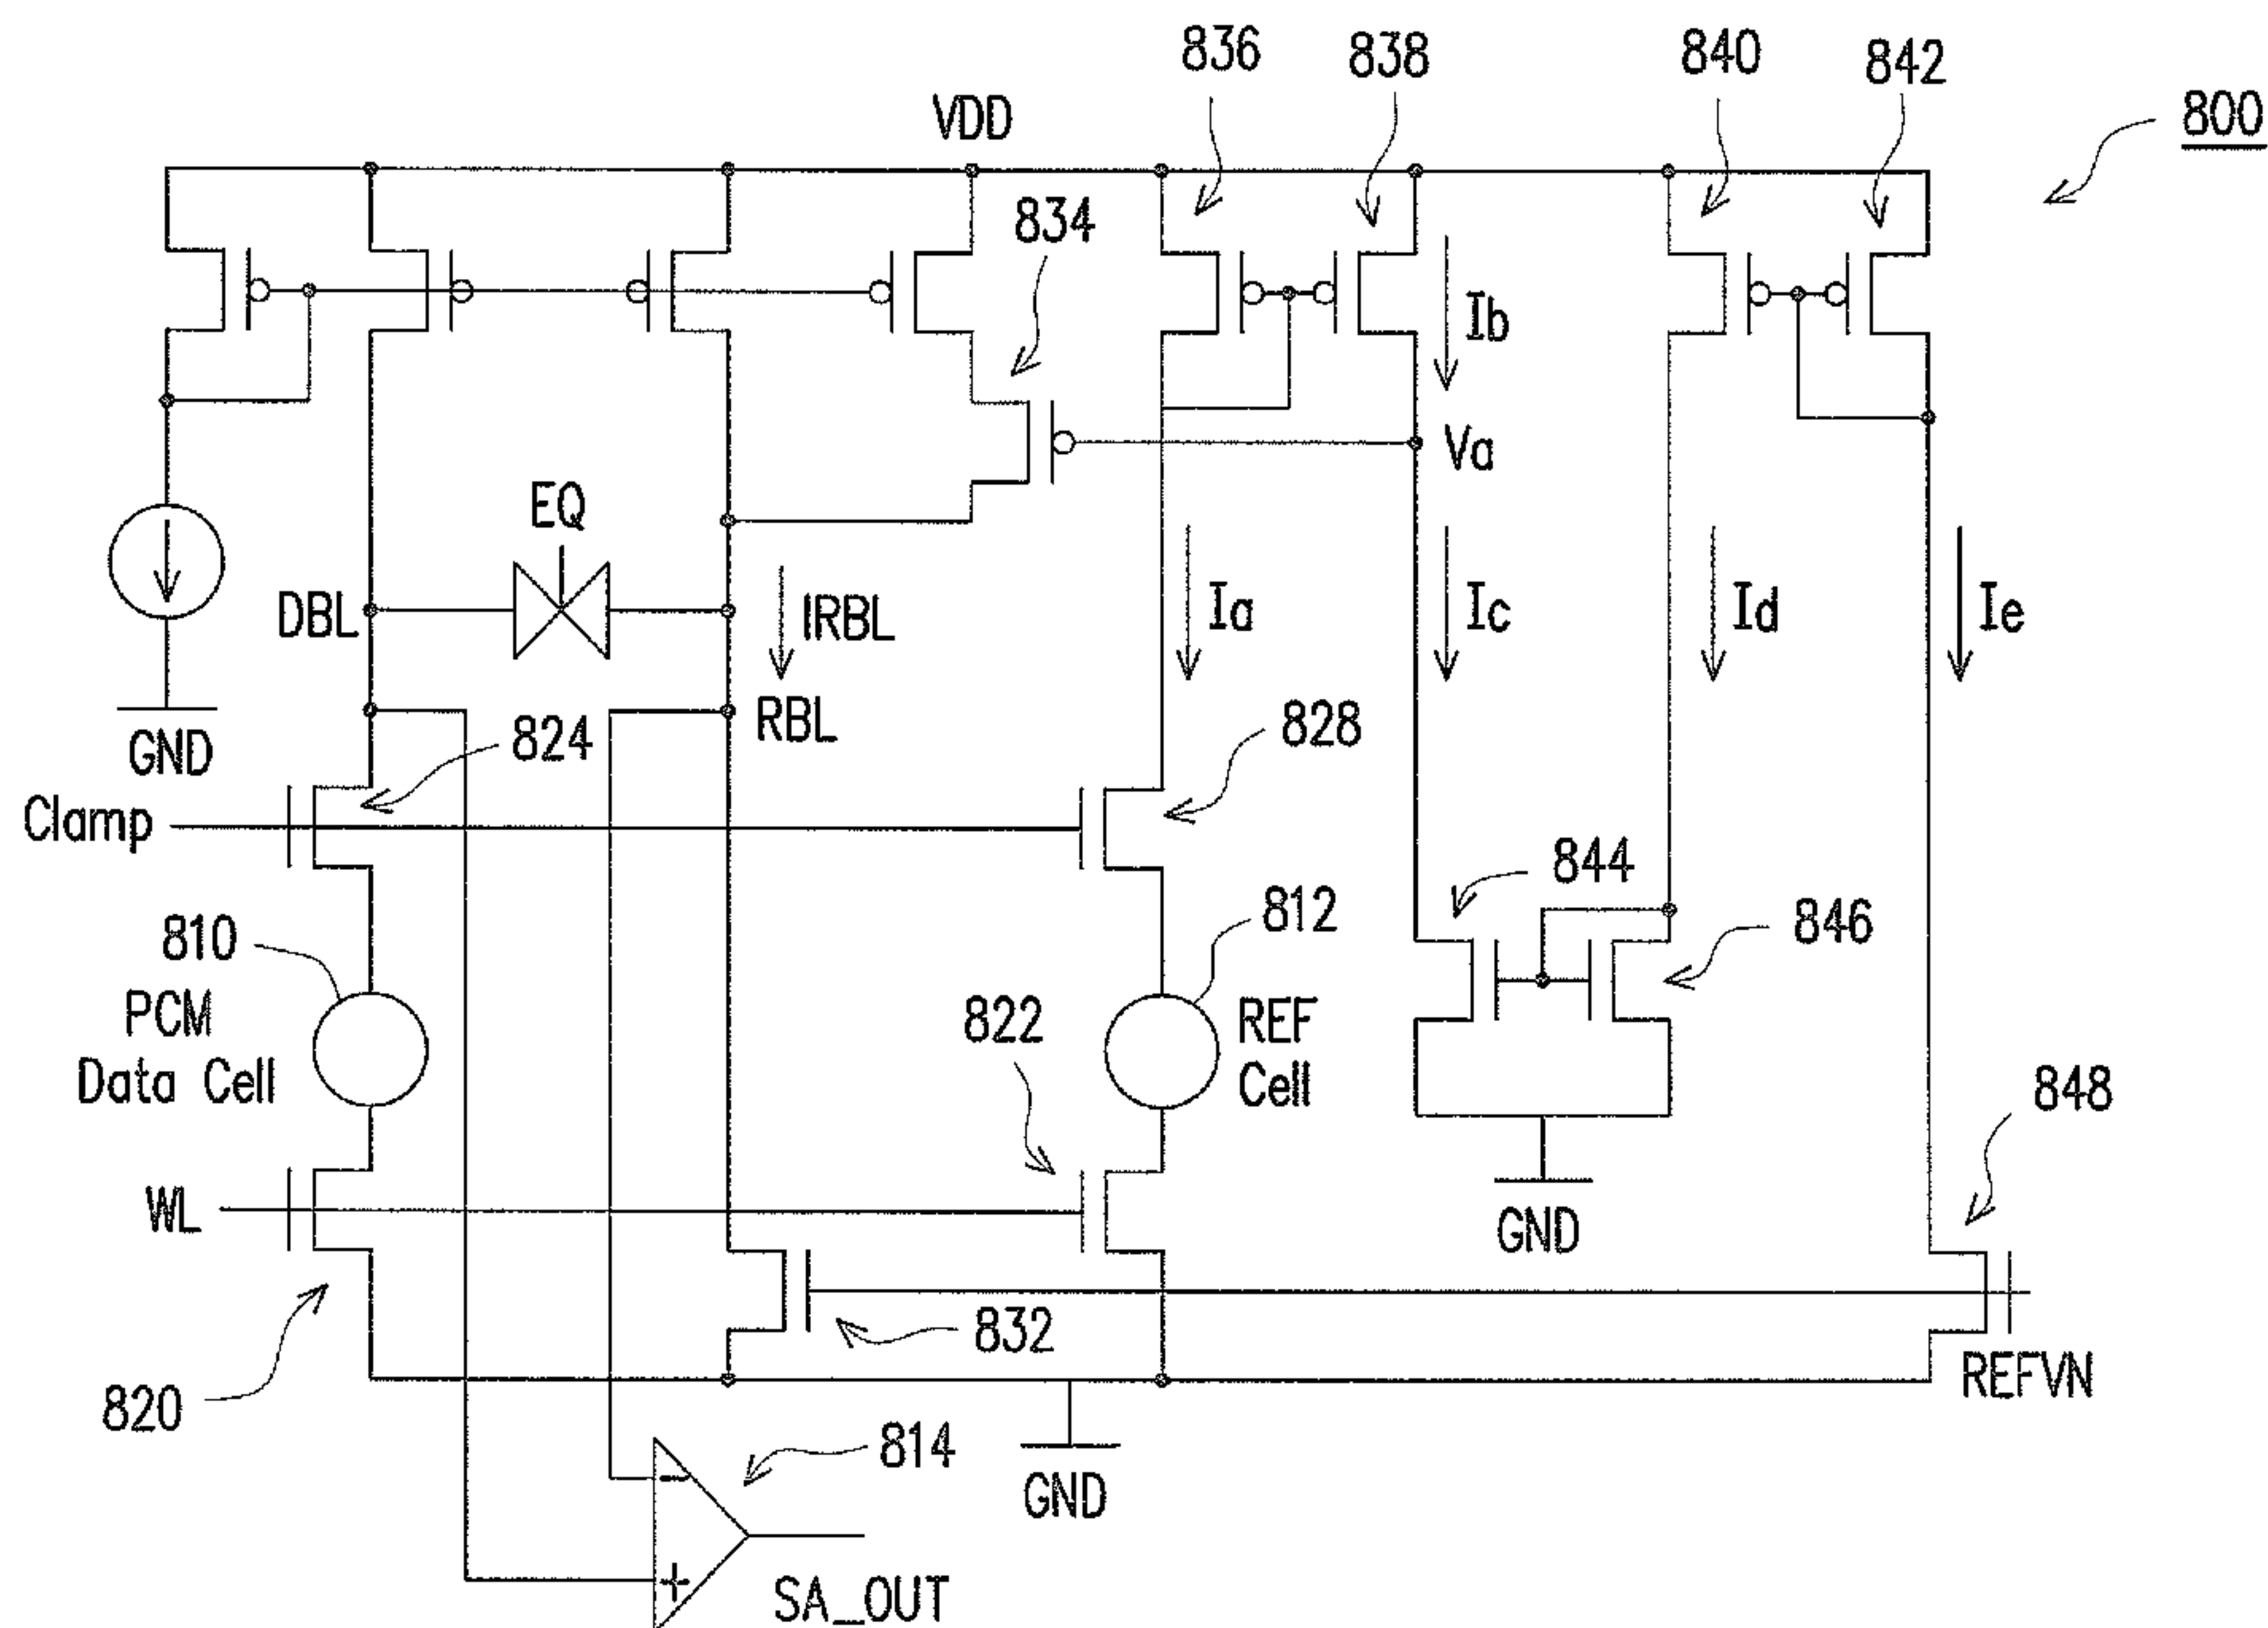 836
838
840
842
800
VDD
834
Ib
Va
EQ
DBL
IRBL
Ia
Ic
Id
Ie
RBL
GND
824
828
Clamp
844
812
846
810
PCM
Data Cell
822
REF
Cell
848
WL
GND
832
REFVN
820
814
GND
-
+
SA_OUT